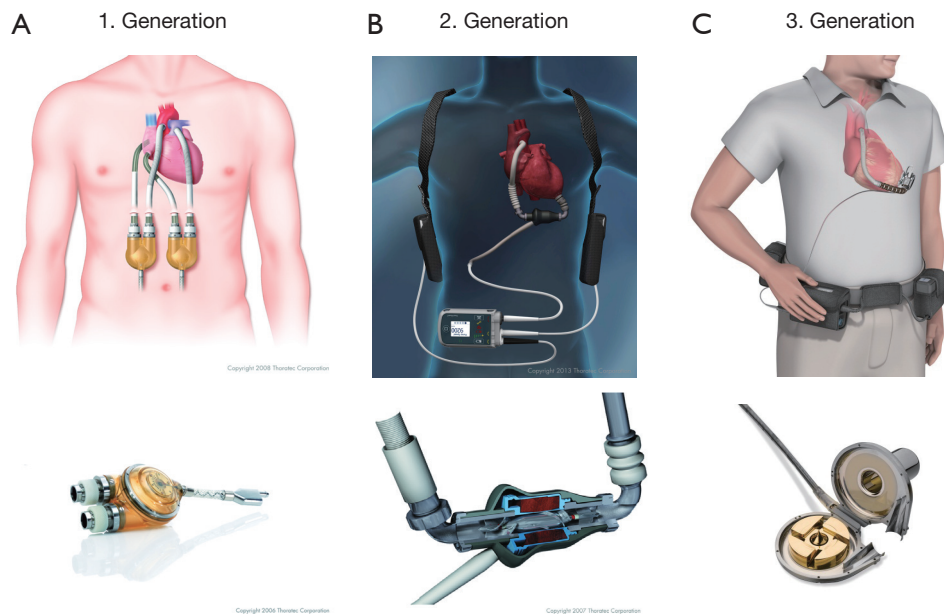 A
1. Generation
B
2. Generation
C
3. Generation
Copyright 2008 Thoratec Corporation
Copyright 2013 Thoratec Corporation
Copyright 2006 Thoratec Corporation
Copyright 2007 Thoratec Corporation